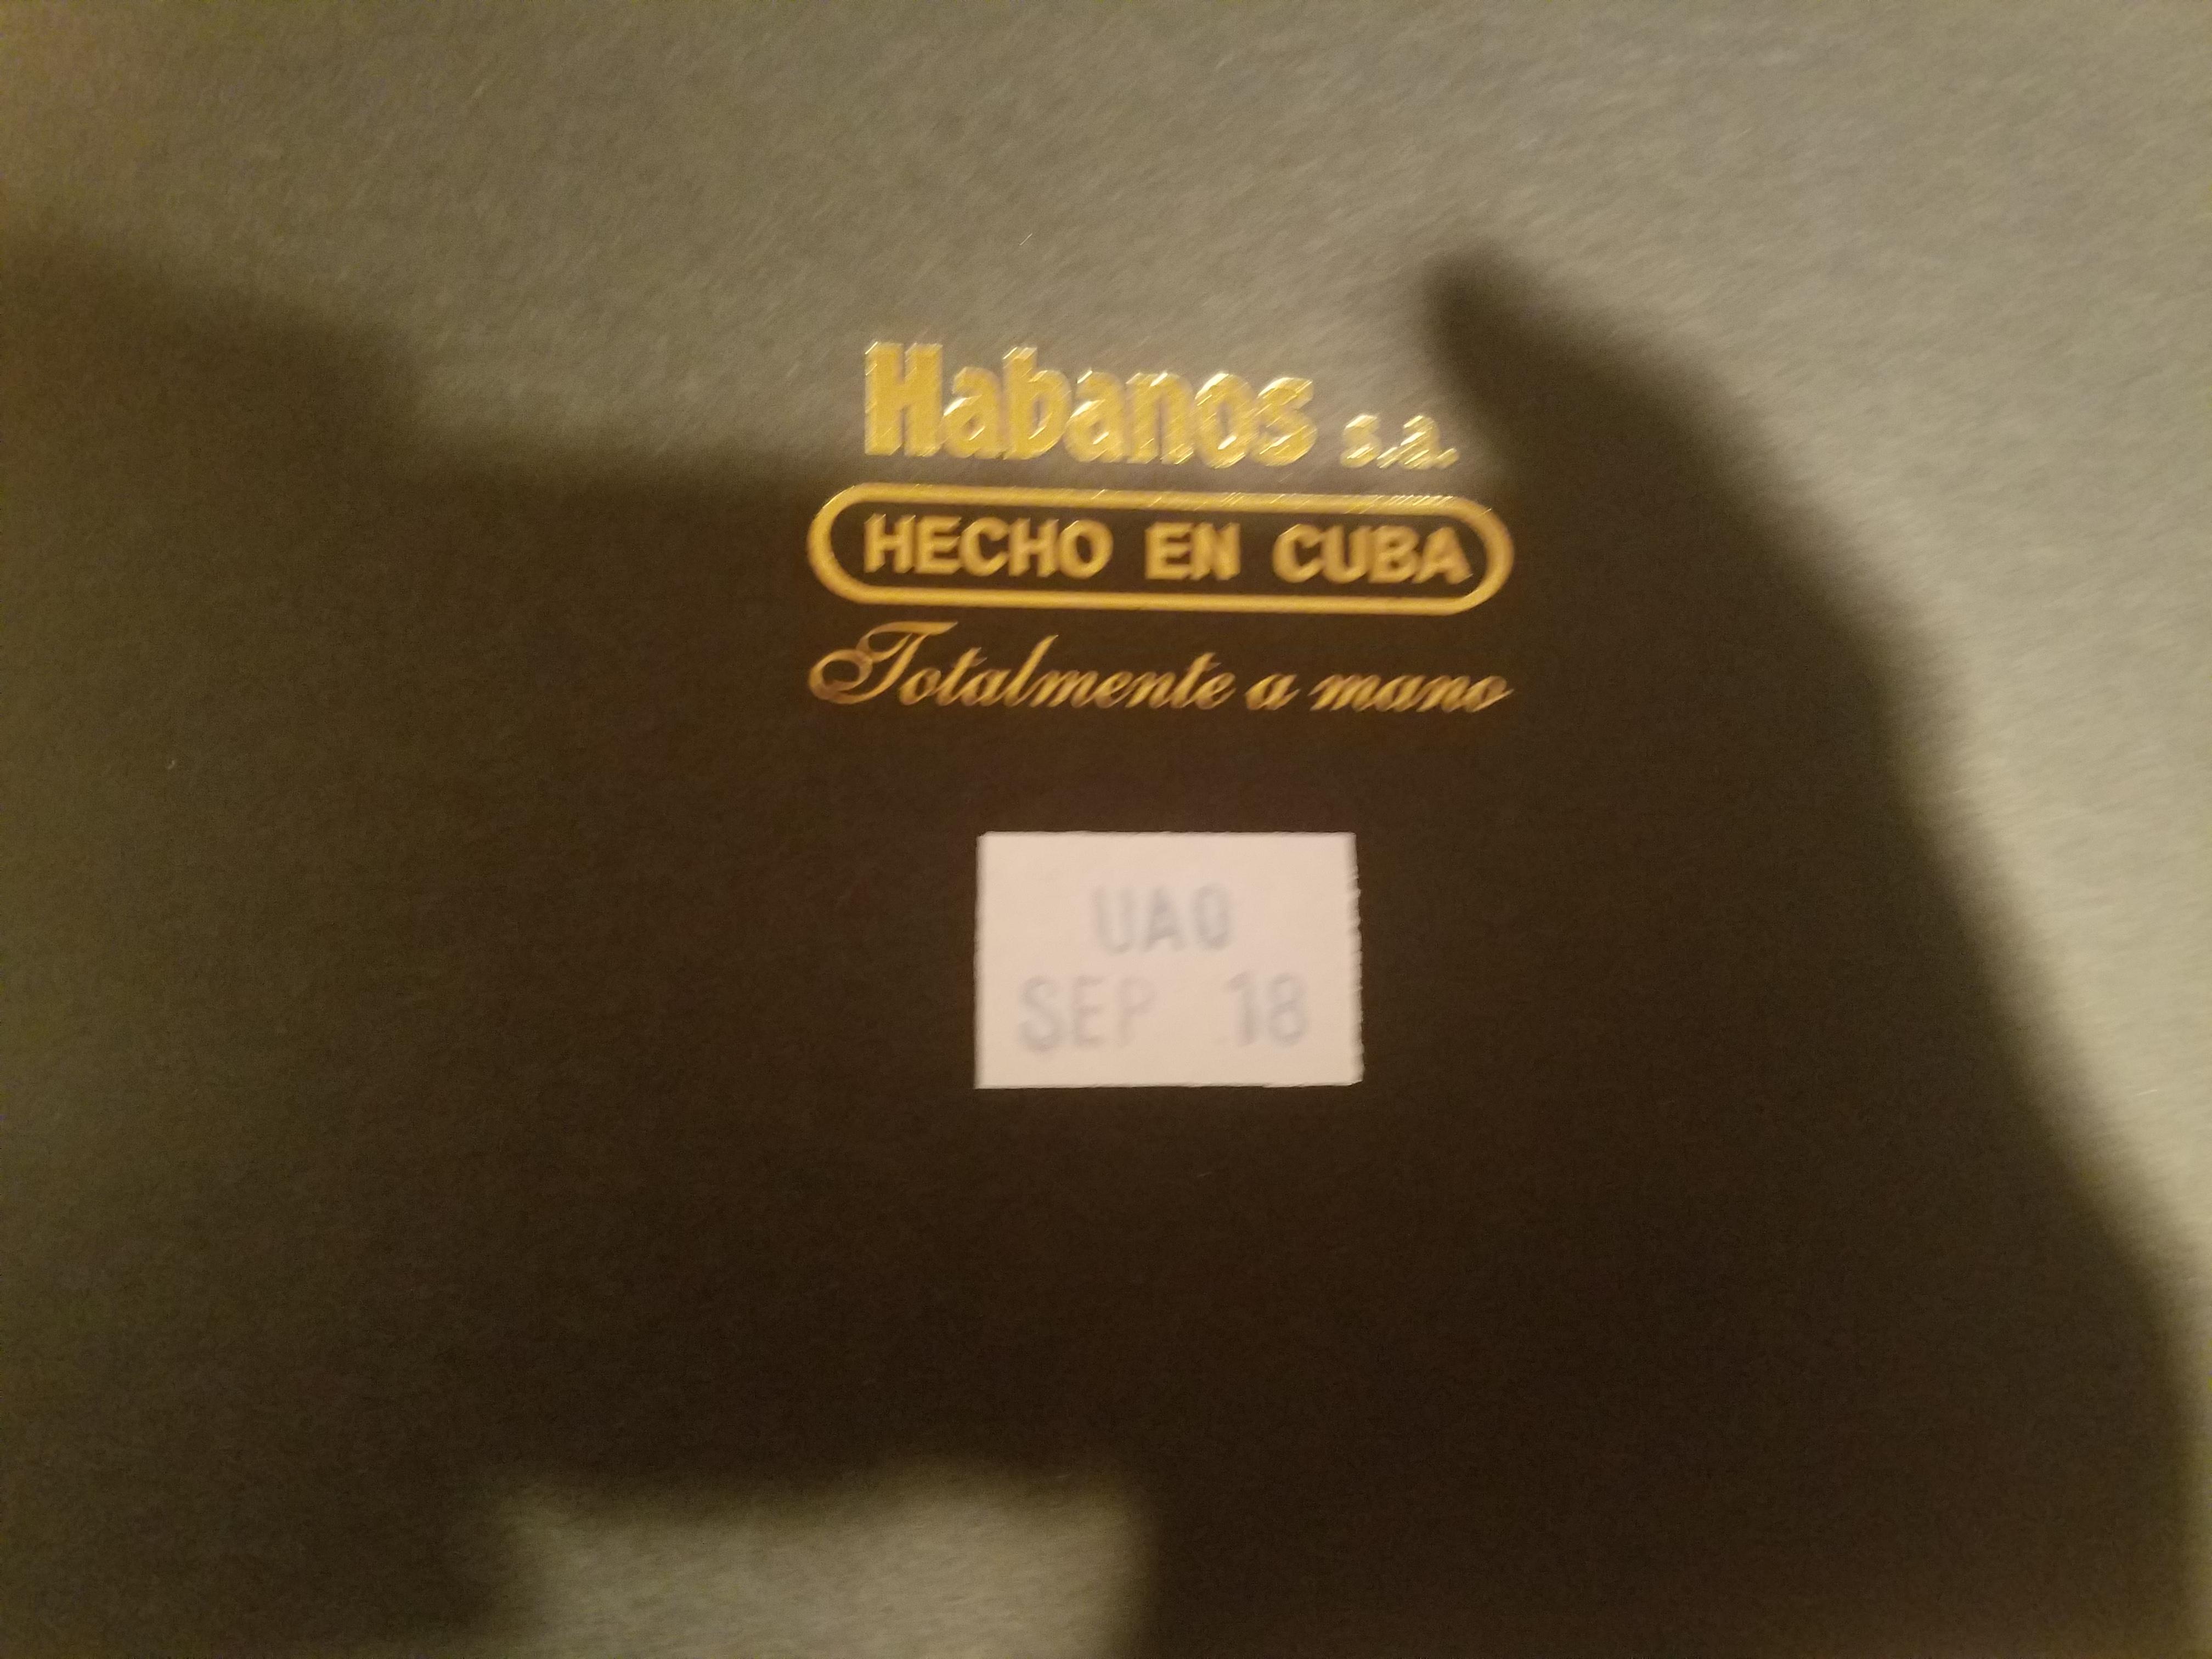 Habanos s.a.
HECHO EN CUBA
Totalmente a mano
UAO
SEP 18